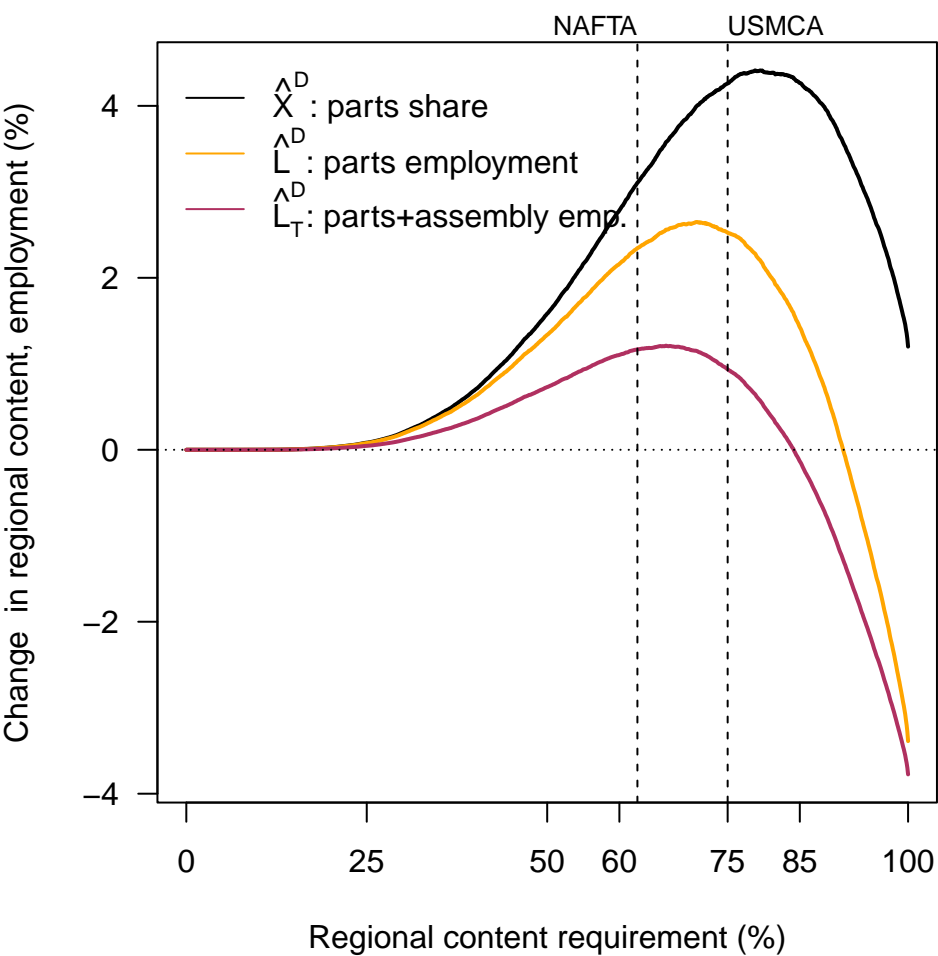 NAFTA USMCA
X̂^D : parts share
L̂^D : parts employment
L̂_T^D: parts+assembly emp.
Change in regional content, employment (%)
4
2
0
−2
−4
0 25 50 60 75 85 100
Regional content requirement (%)